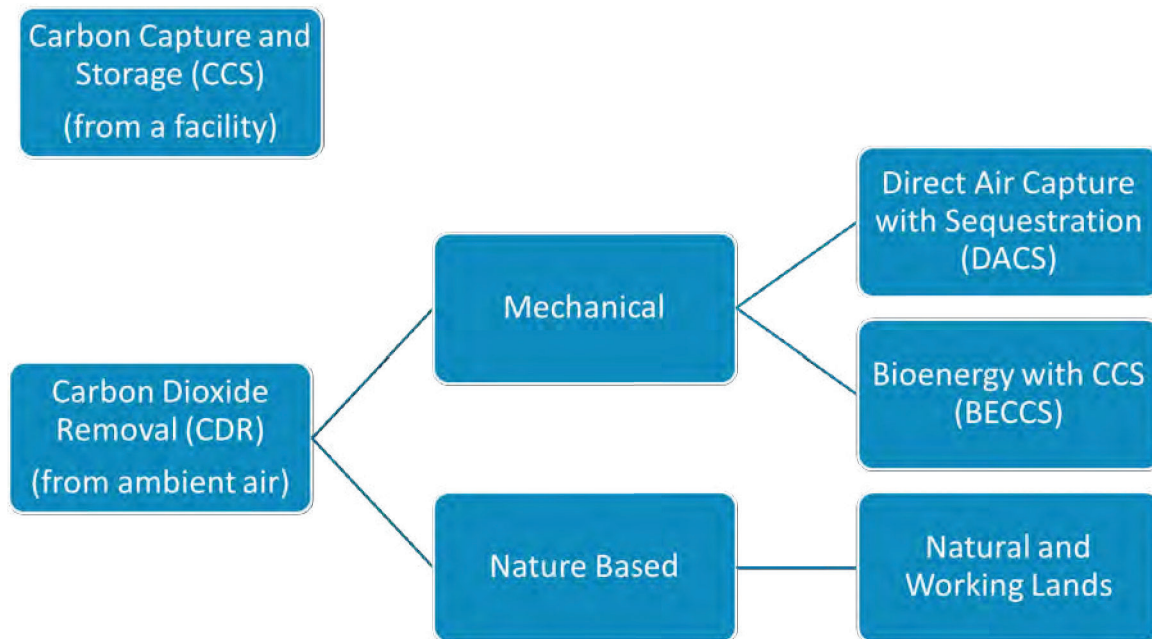 Carbon Capture and
Storage (CCS)
(from a facility)
Carbon Dioxide
Removal (CDR)
(from ambient air)
Mechanical
Nature Based
Direct Air Capture
with Sequestration
(DACS)
Bioenergy with CCS
(BECCS)
Natural and
Working Lands